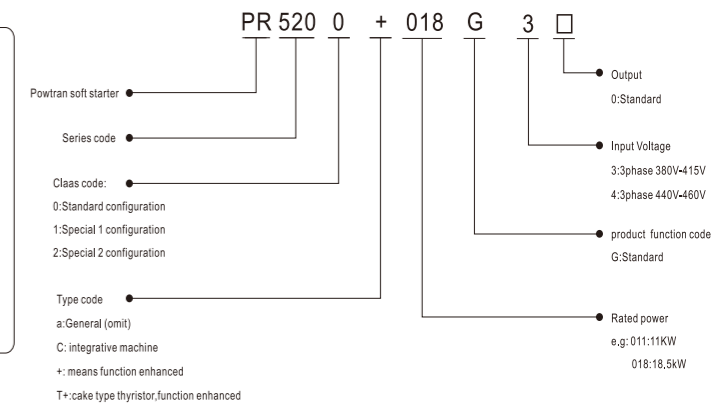 PR 520 0 + 018 G 3 □
Powtran soft starter
Series code
Claas code:
0:Standard configuration
1:Special 1 configuration
2:Special 2 configuration
Type code
a:General (omit)
C: integrative machine
+: means function enhanced
T+:cake type thyristor,function enhanced
Output
0:Standard
Input Voltage
3:3phase 380V-415V
4:3phase 440V-460V
product function code
G:Standard
Rated power
e.g: 011:11KW
018:18.5kW